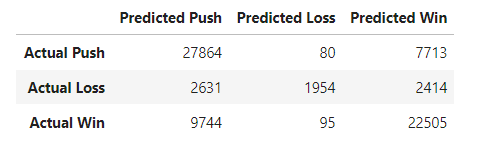 Predicted Push Predicted Loss Predicted Win
Actual Push 27864 80 7713
Actual Loss 2631 1954 2414
Actual Win 9744 95 22505